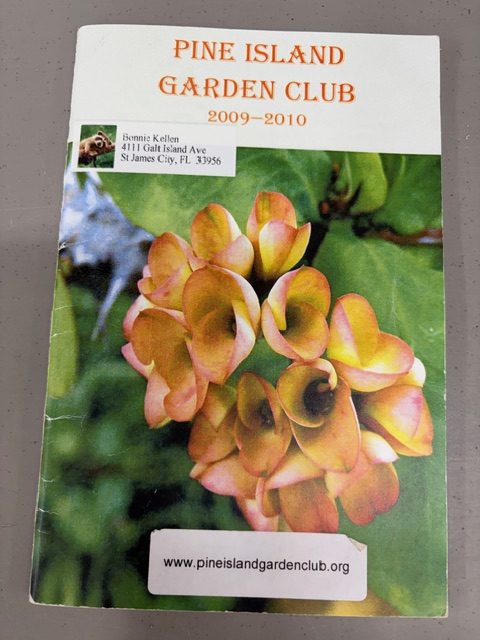 PINE ISLAND
GARDEN CLUB
2009-2010
Bonnie Kellen
4111 Galt Island Ave
St James City, FL 33956
www.pineislandgardenclub.org